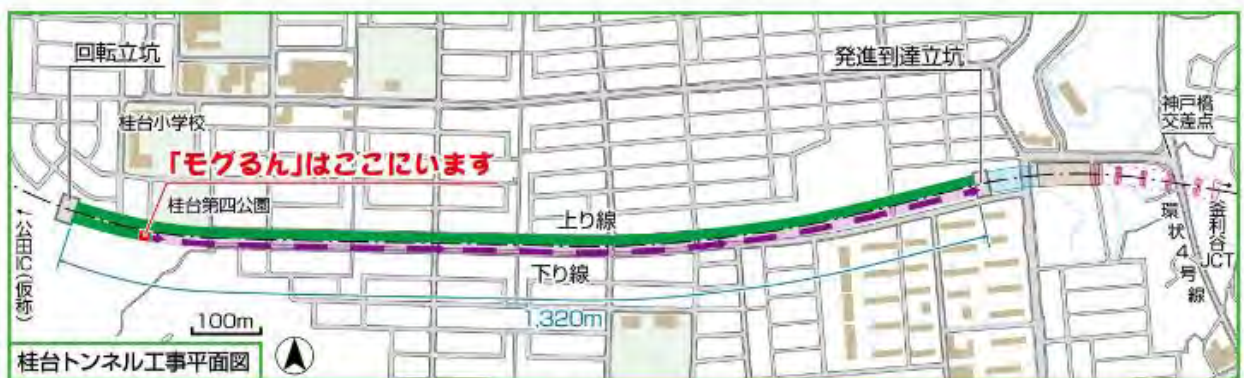 回転立坑
発進到達立坑
桂台小学校
神戸橋
交差点
「モグるん」はここにいます
桂台第四公園
上り線
下り線
←公田IC(仮称)
環状4号線
釜利谷JCT
100m
1,320m
桂台トンネル工事平面図